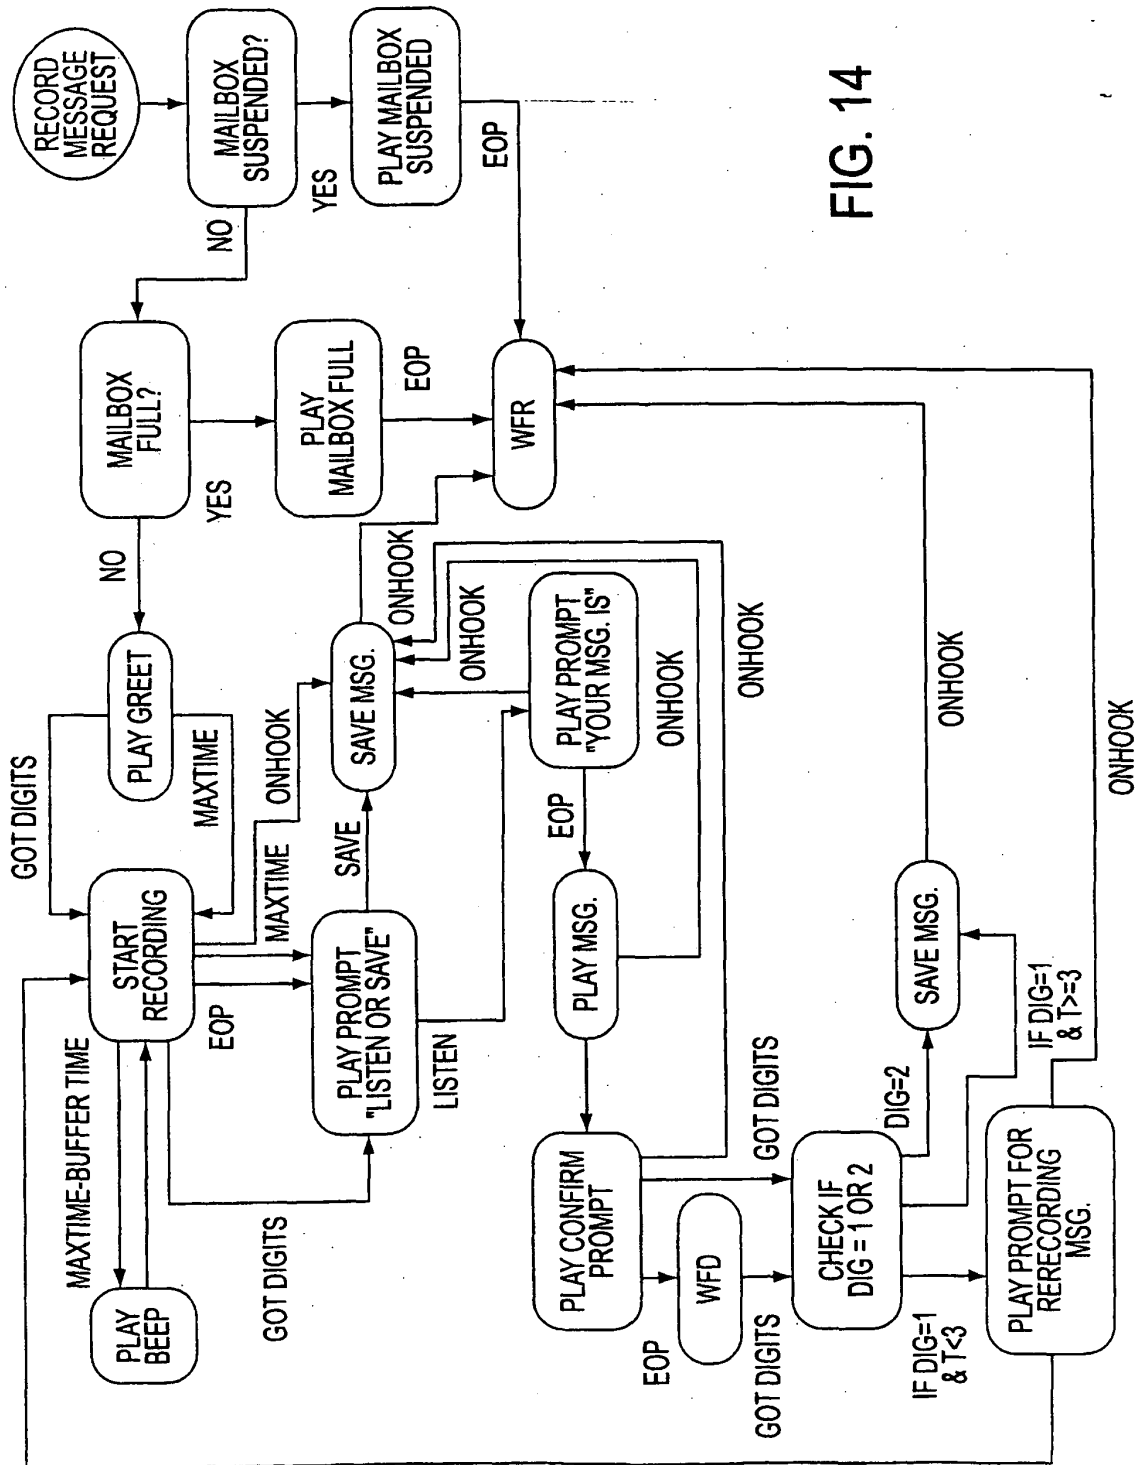 RECORD
MESSAGE
REQUEST
MAILBOX
SUSPENDED?
NO
YES
PLAY MAILBOX
SUSPENDED
EOP
MAILBOX
FULL?
NO
YES
PLAY
MAILBOX FULL
EOP
WFR
PLAY GREET
GOT DIGITS
MAXTIME
START
RECORDING
MAXTIME-BUFFER TIME
PLAY
BEEP
GOT DIGITS
EOP
MAXTIME
ONHOOK
PLAY PROMPT
"LISTEN OR SAVE"
SAVE
LISTEN
SAVE MSG.
ONHOOK
ONHOOK
PLAY PROMPT
"YOUR MSG. IS"
EOP
ONHOOK
PLAY MSG.
ONHOOK
PLAY CONFIRM
PROMPT
EOP
WFD
GOT DIGITS
GOT DIGITS
CHECK IF
DIG = 1 OR 2
DIG=2
SAVE MSG.
ONHOOK
IF DIG=1
& T>=3
IF DIG=1
& T<3
PLAY PROMPT FOR
RERECORDING
MSG.
ONHOOK
FIG. 14